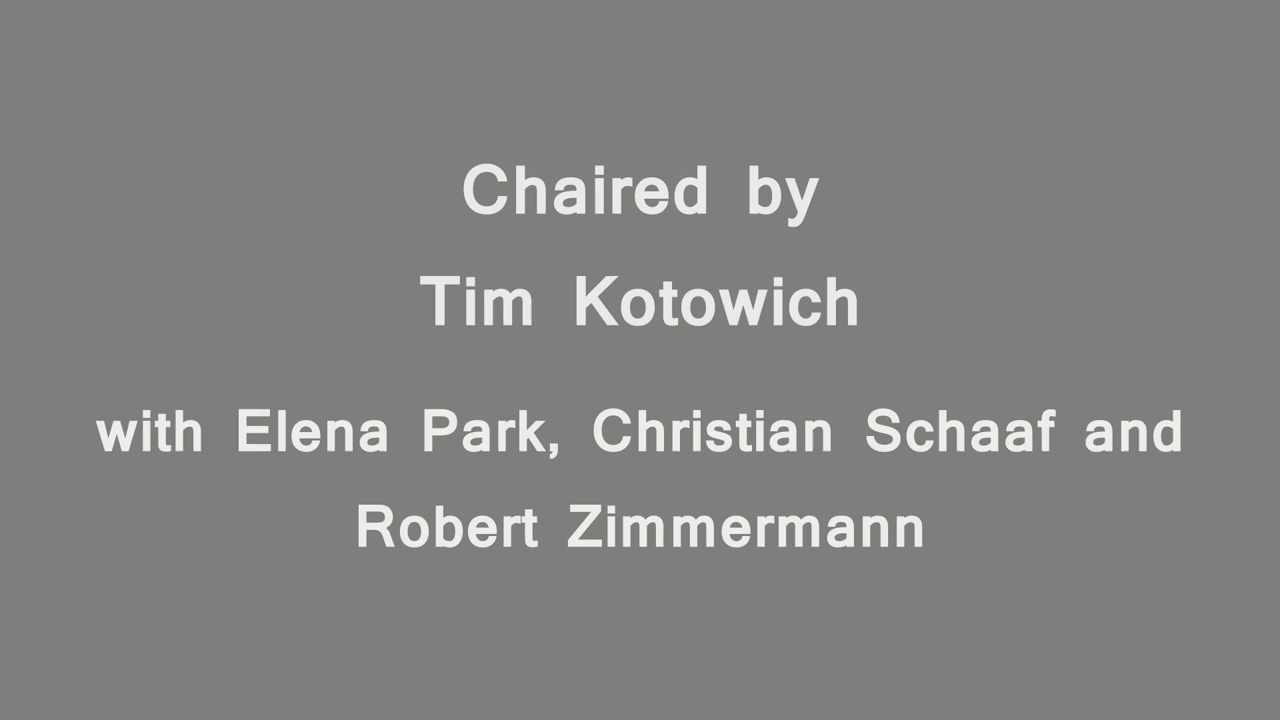 Chaired by
Tim Kotowich
with Elena Park, Christian Schaaf and
Robert Zimmermann